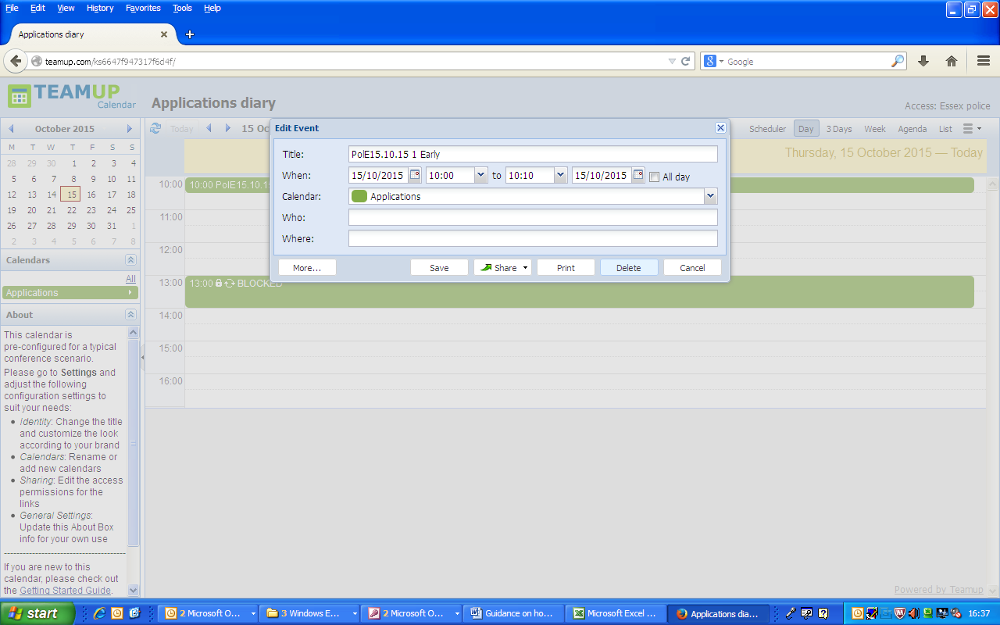 File Edit View History Favorites Tools Help
Applications diary
teamup.com/ks6647f947317f6d4f/
Google
TEAMUP
Calendar
Applications diary
Access: Essex police
October 2015
Today
15 Oc
Scheduler Day 3 Days Week Agenda List
M T W T F S S
28 29 30 1 2 3 4
5 6 7 8 9 10 11
12 13 14 15 16 17 18
19 20 21 22 23 24 25
26 27 28 29 30 31 1
2 3 4 5 6 7 8
Calendars
All
Applications
About
This calendar is
pre-configured for a typical
conference scenario.
Please go to Settings and
adjust the following
configuration settings to
suit your needs:
Identity: Change the title
and customize the look
according to your brand
Calendars: Rename or
add new calendars
Sharing: Edit the access
permissions for the
links
General Settings:
Update this About Box
info for your own use
If you are new to this
calendar, please check out
the Getting Started Guide.
Thursday, 15 October 2015 — Today
10:00
10:00 PolE15.10.1
11:00
12:00
13:00
13:00 BLOCKED
14:00
15:00
16:00
Edit Event
Title: PolE15.10.15 1 Early
When: 15/10/2015 10:00 to 10:10 15/10/2015 All day
Calendar: Applications
Who:
Where:
More... Save Share Print Delete Cancel
Powered by Teamup
start
2 Microsoft O...
3 Windows E...
2 Microsoft O...
Guidance on ho...
Microsoft Excel ...
Applications dia...
16:37